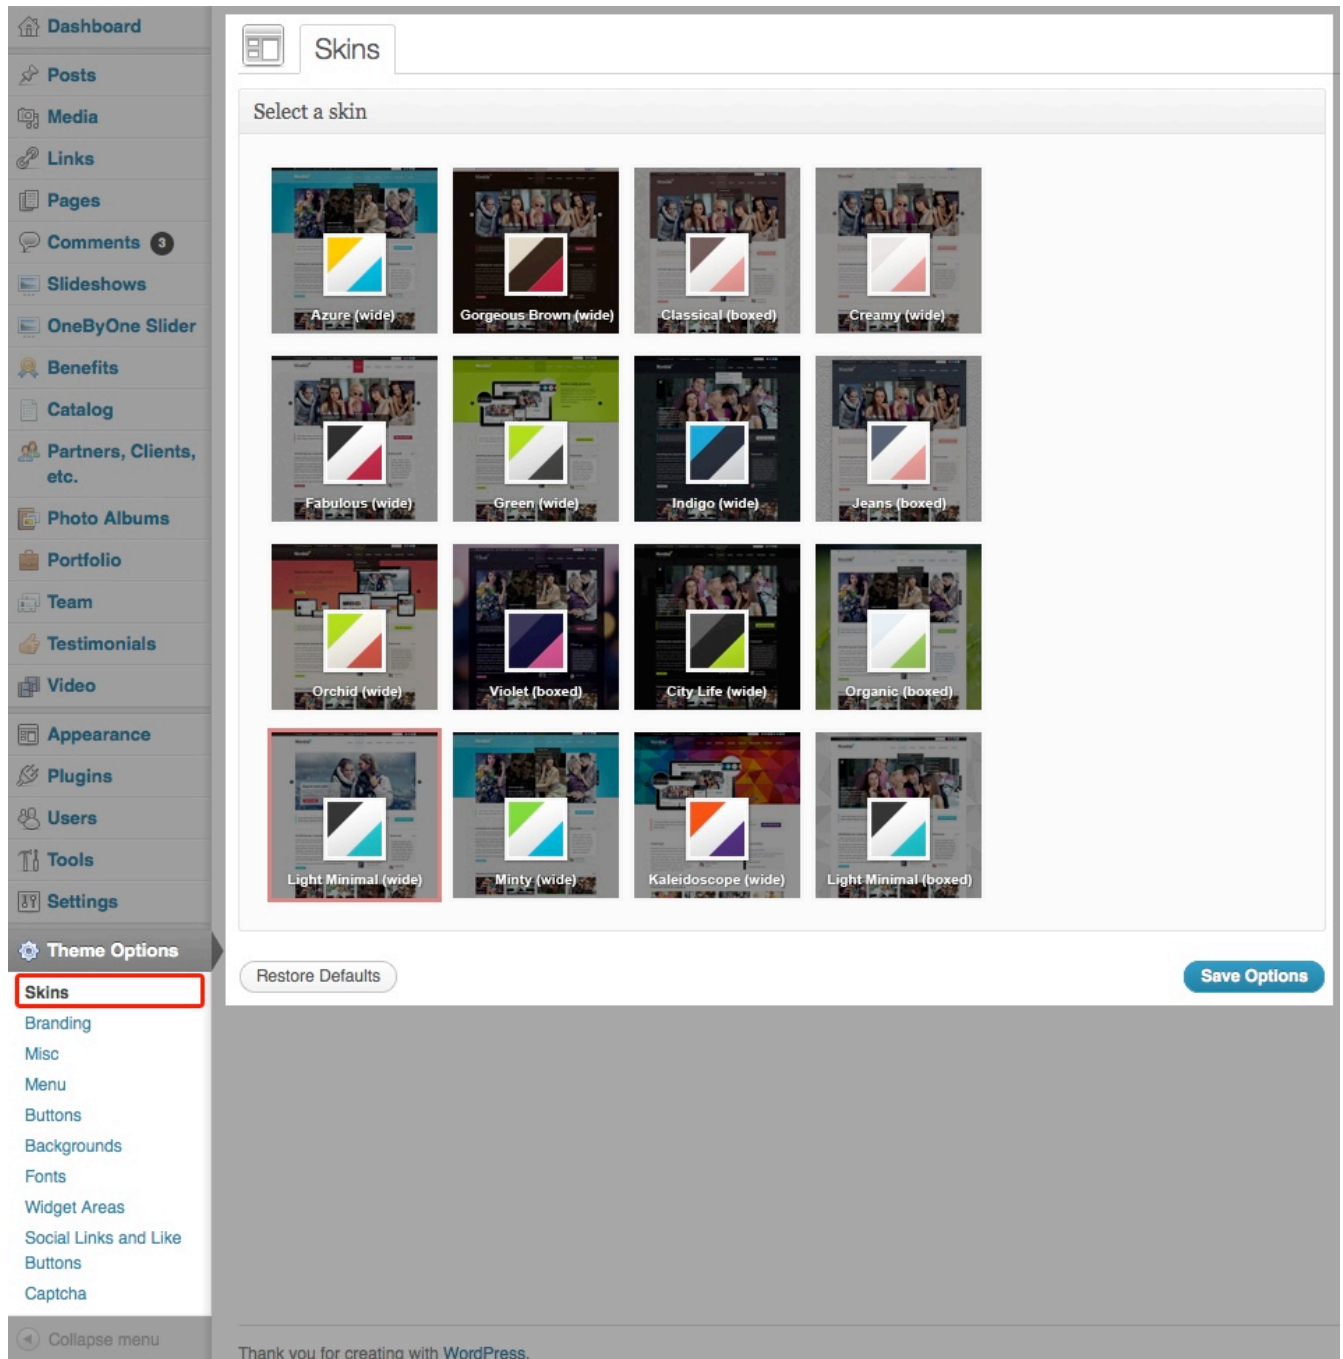 Dashboard
Posts
Media
Links
Pages
Comments 3
Slideshows
OneByOne Slider
Benefits
Catalog
Partners, Clients,
etc.
Photo Albums
Portfolio
Team
Testimonials
Video
Appearance
Plugins
Users
Tools
Settings
Theme Options
Skins
Branding
Misc
Menu
Buttons
Backgrounds
Fonts
Widget Areas
Social Links and Like
Buttons
Captcha
Collapse menu
Skins
Select a skin
Azure (wide)
Gorgeous Brown (wide)
Classical (boxed)
Creamy (wide)
Fabulous (wide)
Green (wide)
Indigo (wide)
Jeans (boxed)
Orchid (wide)
Violet (boxed)
City Life (wide)
Organic (boxed)
Light Minimal (wide)
Minty (wide)
Kaleidoscope (wide)
Light Minimal (boxed)
Restore Defaults
Save Options
Thank you for creating with WordPress.